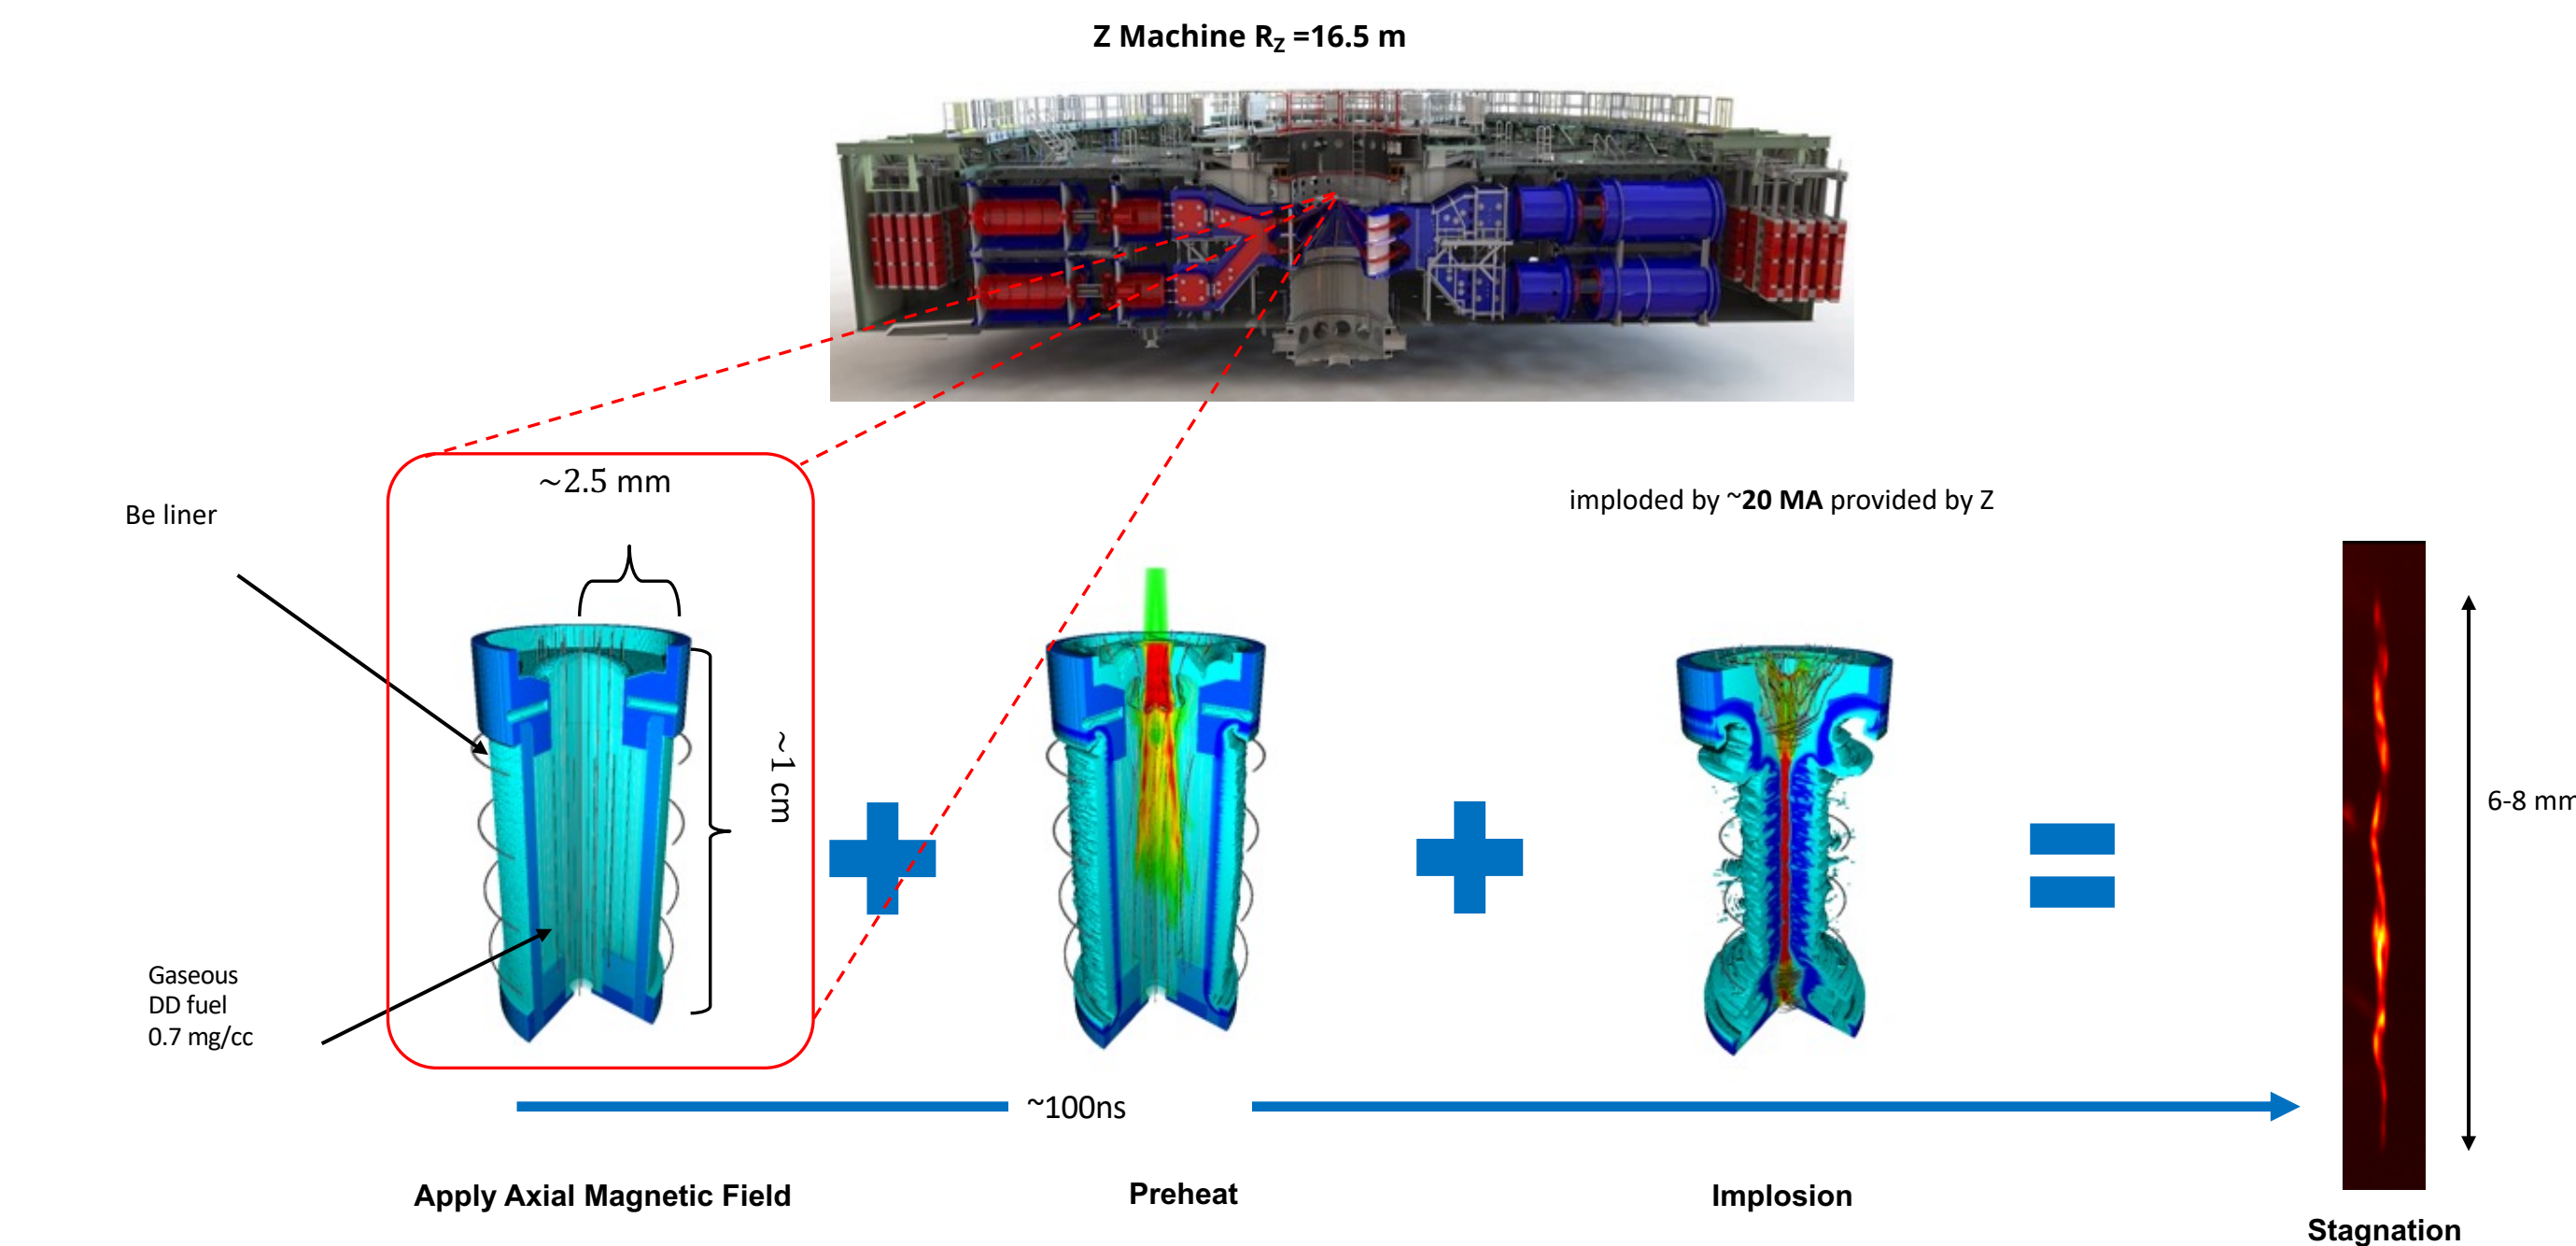 Z Machine RZ =16.5 m
~2.5 mm
Be liner
imploded by ~20 MA provided by Z
~1 cm
6-8 mm
Gaseous
DD fuel
0.7 mg/cc
~100ns
Apply Axial Magnetic Field
Preheat
Implosion
Stagnation